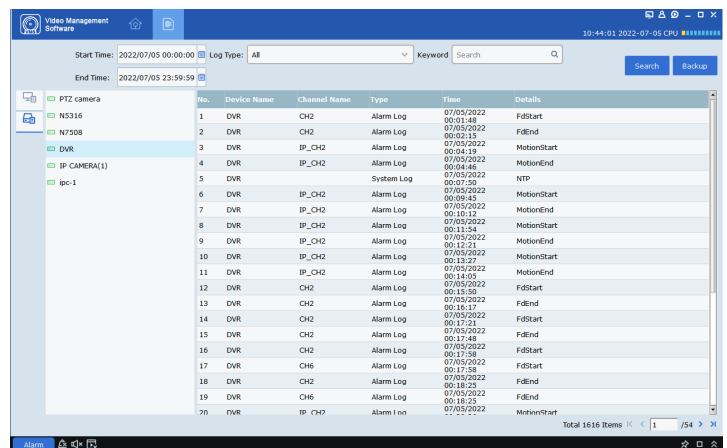 Video Management
Software
10:44:01 2022-07-05 CPU
Start Time: 2022/07/05 00:00:00 Log Type: All Keyword Search
End Time: 2022/07/05 23:59:59
Search Backup
PTZ camera
N5316
N7508
DVR
IP CAMERA(1)
ipc-1
No. Device Name Channel Name Type Time Details
1 DVR CH2 Alarm Log 07/05/2022 00:01:48 FdStart
2 DVR CH2 Alarm Log 07/05/2022 00:02:15 FdEnd
3 DVR IP_CH2 Alarm Log 07/05/2022 00:04:19 MotionStart
4 DVR IP_CH2 Alarm Log 07/05/2022 00:04:46 MotionEnd
5 DVR System Log 07/05/2022 00:07:50 NTP
6 DVR IP_CH2 Alarm Log 07/05/2022 00:09:45 MotionStart
7 DVR IP_CH2 Alarm Log 07/05/2022 00:10:12 MotionEnd
8 DVR IP_CH2 Alarm Log 07/05/2022 00:11:54 MotionStart
9 DVR IP_CH2 Alarm Log 07/05/2022 00:12:21 MotionEnd
10 DVR IP_CH2 Alarm Log 07/05/2022 00:13:27 MotionStart
11 DVR IP_CH2 Alarm Log 07/05/2022 00:14:05 MotionEnd
12 DVR CH2 Alarm Log 07/05/2022 00:15:50 FdStart
13 DVR CH2 Alarm Log 07/05/2022 00:16:17 FdEnd
14 DVR CH2 Alarm Log 07/05/2022 00:17:21 FdStart
15 DVR CH2 Alarm Log 07/05/2022 00:17:48 FdEnd
16 DVR CH2 Alarm Log 07/05/2022 00:17:58 FdStart
17 DVR CH6 Alarm Log 07/05/2022 00:17:58 FdStart
18 DVR CH2 Alarm Log 07/05/2022 00:18:25 FdEnd
19 DVR CH6 Alarm Log 07/05/2022 00:18:25 FdEnd
20 DVR IP_CH2 Alarm Log 07/05/2022 MotionStart
Total 1616 Items 1 /54
Alarm